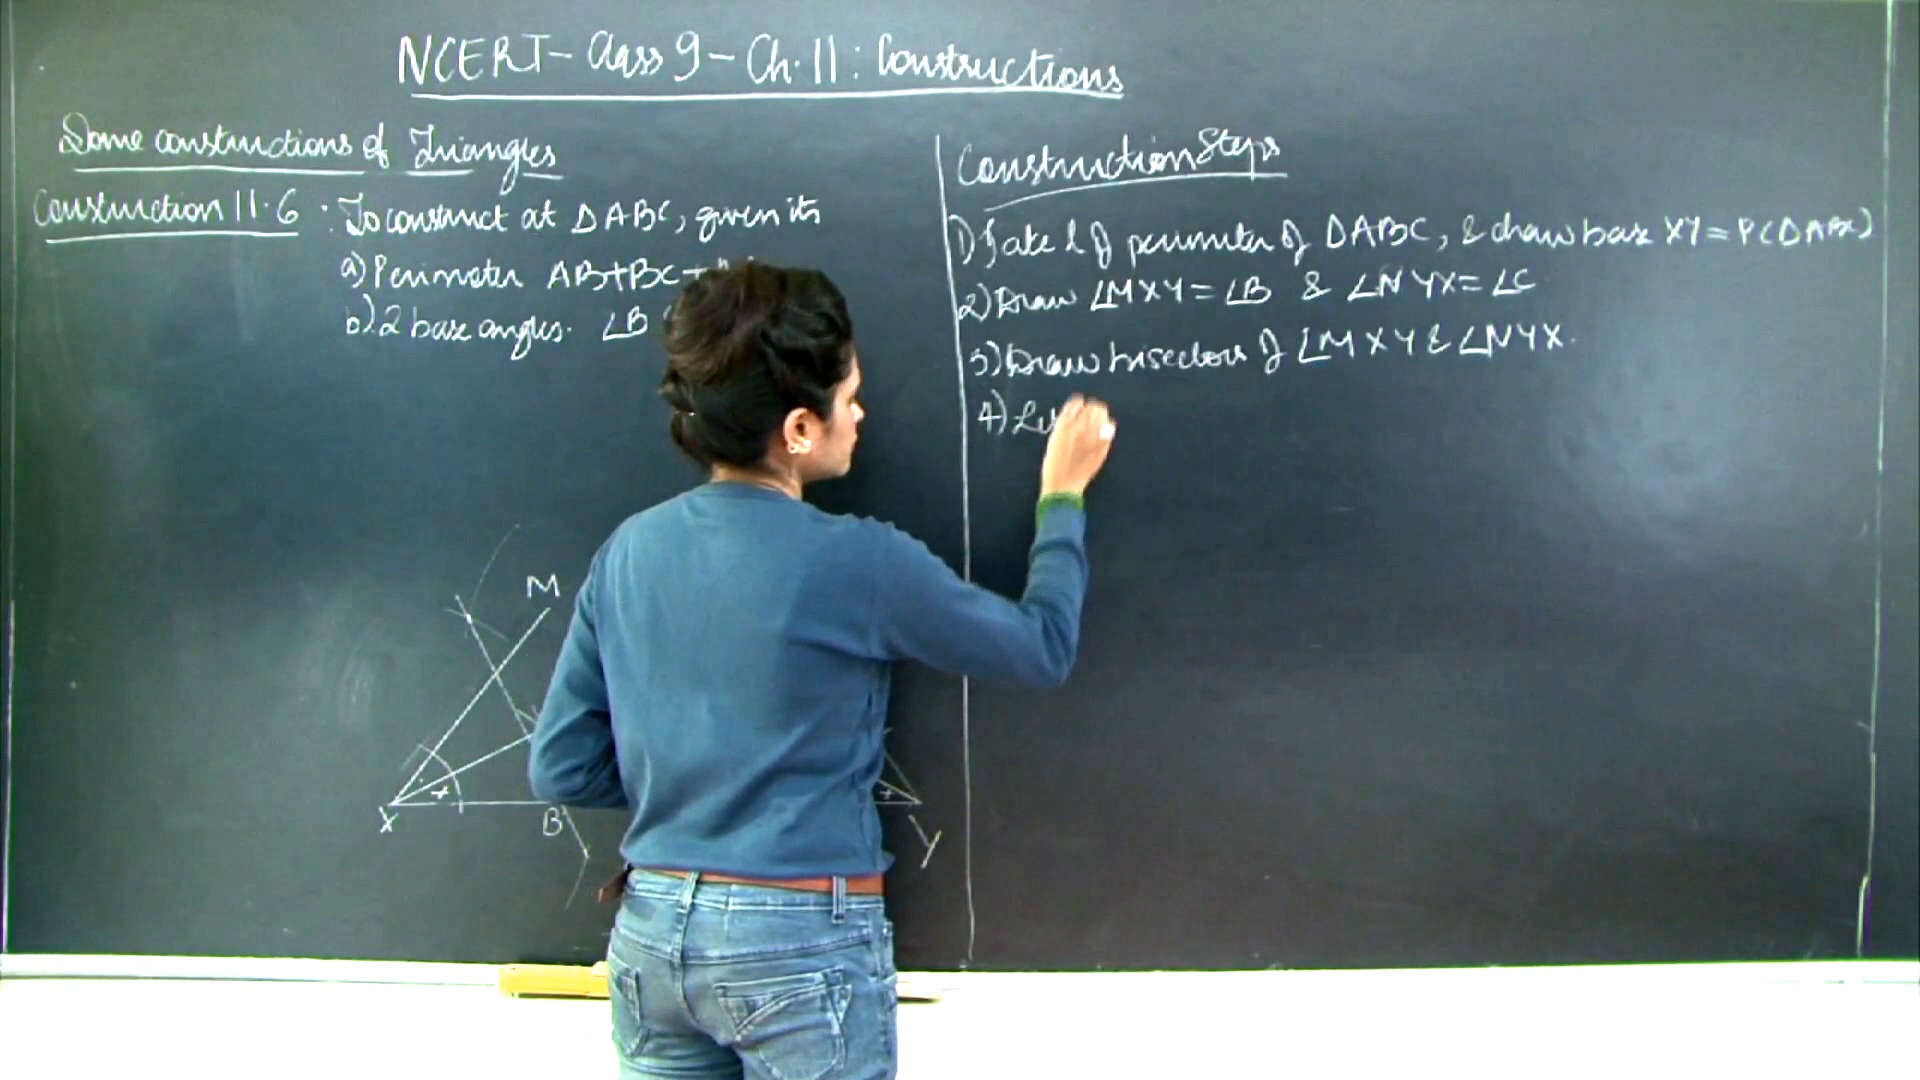 NCERT - Class 9 - Ch. 11 : Constructions
Some constructions of Triangles
Construction 11.6 : To construct at ΔABC, given its
a) Perimeter AB+BC+
b) 2 base angles. ∠B
M
X
B
Y
Construction Steps
1) Take l of perimeter of ΔABC, & draw base XY = P(ΔABC)
2) Draw ∠MXY = ∠B & ∠NYX = ∠C
3) Draw bisectors of ∠MXY & ∠NYX.
4) Let